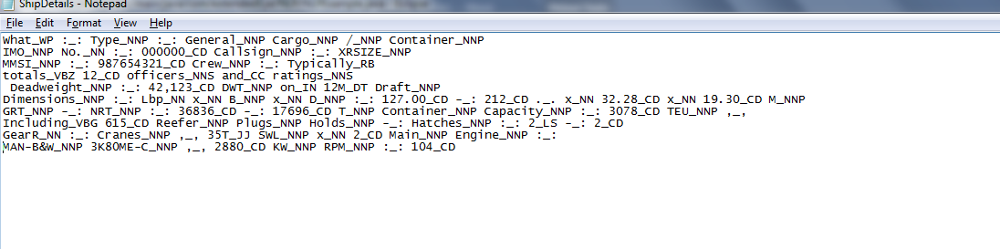 ShipDetails - Notepad
File Edit Format View Help
What_WP :_: Type_NNP :_: General_NNP Cargo_NNP /_NNP Container_NNP
IMO_NNP No._NN :_: 000000_CD Callsign_NNP :_: XRSIZE_NNP
MMSI_NNP :_: 987654321_CD Crew_NNP :_: Typically_RB
totals_VBZ 12_CD officers_NNS and_CC ratings_NNS
Deadweight_NNP :_: 42,123_CD DWT_NNP on_IN 12M_DT Draft_NNP
Dimensions_NNP :_: Lbp_NN x_NN B_NNP x_NN D_NNP :_: 127.00_CD -_: 212_CD ._. x_NN 32.28_CD x_NN 19.30_CD M_NNP
GRT_NNP -_: NRT_NNP :_: 36836_CD -_: 17696_CD T_NNP Container_NNP Capacity_NNP :_: 3078_CD TEU_NNP ,_,
Including_VBG 615_CD Reefer_NNP Plugs_NNP Holds_NNP -_: Hatches_NNP :_: 2_LS -_: 2_CD
GearR_NN :_: Cranes_NNP ,_, 35T_JJ SWL_NNP x_NN 2_CD Main_NNP Engine_NNP :_:
MAN-B&W_NNP 3K80ME-C_NNP ,_, 2880_CD KW_NNP RPM_NNP :_: 104_CD